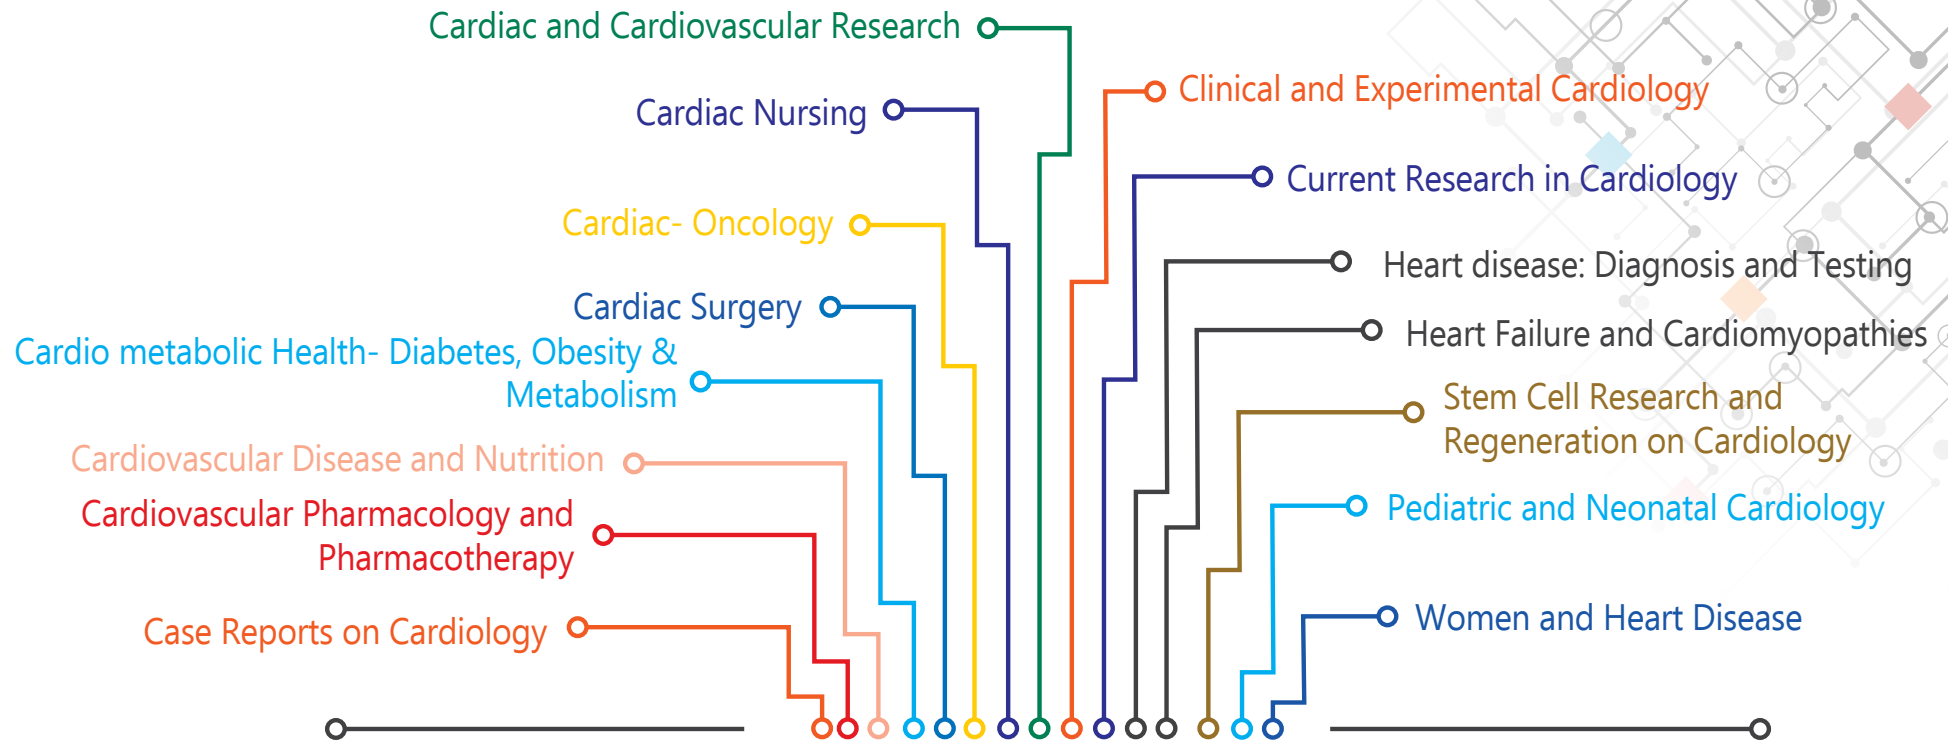 Cardiac and Cardiovascular Research
Cardiac Nursing
Cardiac- Oncology
Cardiac Surgery
Cardio metabolic Health- Diabetes, Obesity &
Metabolism
Cardiovascular Disease and Nutrition
Cardiovascular Pharmacology and
Pharmacotherapy
Case Reports on Cardiology
Clinical and Experimental Cardiology
Current Research in Cardiology
Heart disease: Diagnosis and Testing
Heart Failure and Cardiomyopathies
Stem Cell Research and
Regeneration on Cardiology
Pediatric and Neonatal Cardiology
Women and Heart Disease